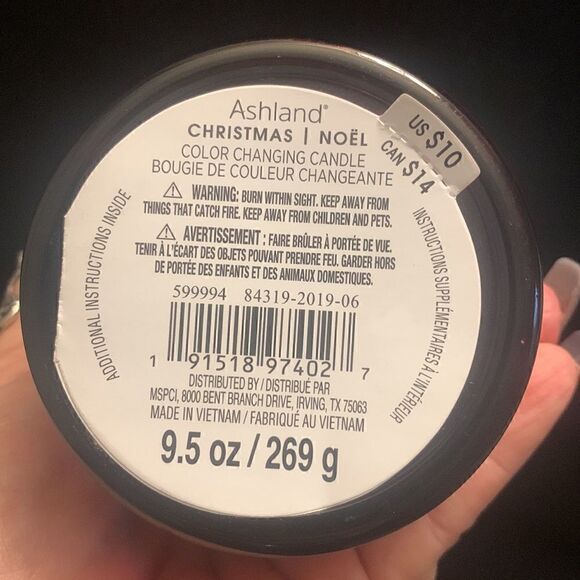 Ashland®
CHRISTMAS | NOËL
COLOR CHANGING CANDLE
BOUGIE DE COULEUR CHANGEANTE
US $10
CAN $14
WARNING: BURN WITHIN SIGHT. KEEP AWAY FROM
THINGS THAT CATCH FIRE. KEEP AWAY FROM CHILDREN AND PETS.
AVERTISSEMENT : FAIRE BRÛLER À PORTÉE DE VUE.
TENIR À L'ÉCART DES OBJETS POUVANT PRENDRE FEU. GARDER HORS
DE PORTÉE DES ENFANTS ET DES ANIMAUX DOMESTIQUES.
ADDITIONAL INSTRUCTIONS INSIDE
INSTRUCTIONS SUPPLÉMENTAIRES À L'INTÉRIEUR
599994 84319-2019-06
1 91518 97402 7
DISTRIBUTED BY / DISTRIBUÉ PAR
MSPCI, 8000 BENT BRANCH DRIVE, IRVING, TX 75063
MADE IN VIETNAM / FABRIQUÉ AU VIETNAM
9.5 oz / 269 g